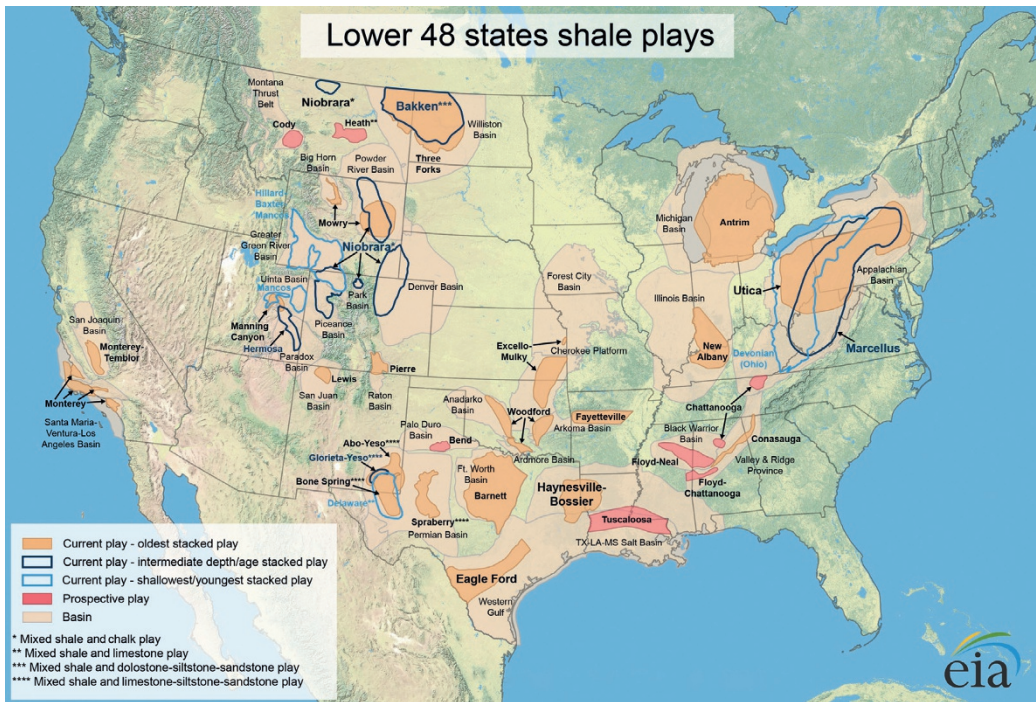 Lower 48 states shale plays
Montana
Thrust
Belt
Niobrara*
Bakken***
Williston
Basin
Cody
Heath**
Big Horn
Basin
Powder
River Basin
Three
Forks
Hilliard-
Baxter-
Mancos
Mowry
Greater
Green River
Basin
Niobrara*
Uinta Basin
Mancos
Park
Basin
Denver Basin
Manning
Canyon
Piceance
Basin
Hermosa
Paradox
Basin
San Joaquin
Basin
Monterey-
Temblor
Monterey
Santa Maria-
Ventura-Los
Angeles Basin
Lewis
San Juan
Basin
Pierre
Raton
Basin
Michigan
Basin
Antrim
Forest City
Basin
Illinois Basin
Utica
Appalachian
Basin
Excello-
Mulky
Cherokee Platform
New
Albany
Devonian
(Ohio)
Marcellus
Anadarko
Basin
Woodford
Fayetteville
Arkoma Basin
Chattanooga
Palo Duro
Basin
Bend
Ardmore Basin
Black Warrior
Basin
Conasauga
Abo-Yeso****
Glorieta-Yeso****
Bone Spring****
Delaware**
Ft. Worth
Basin
Barnett
Haynesville-
Bossier
Floyd-Neal
Valley & Ridge
Province
Floyd-
Chattanooga
Spraberry****
Permian Basin
Tuscaloosa
TX-LA-MS Salt Basin
Eagle Ford
Western
Gulf
Current play - oldest stacked play
Current play - intermediate depth/age stacked play
Current play - shallowest/youngest stacked play
Prospective play
Basin
* Mixed shale and chalk play
** Mixed shale and limestone play
*** Mixed shale and dolostone-siltstone-sandstone play
**** Mixed shale and limestone-siltstone-sandstone play
eia